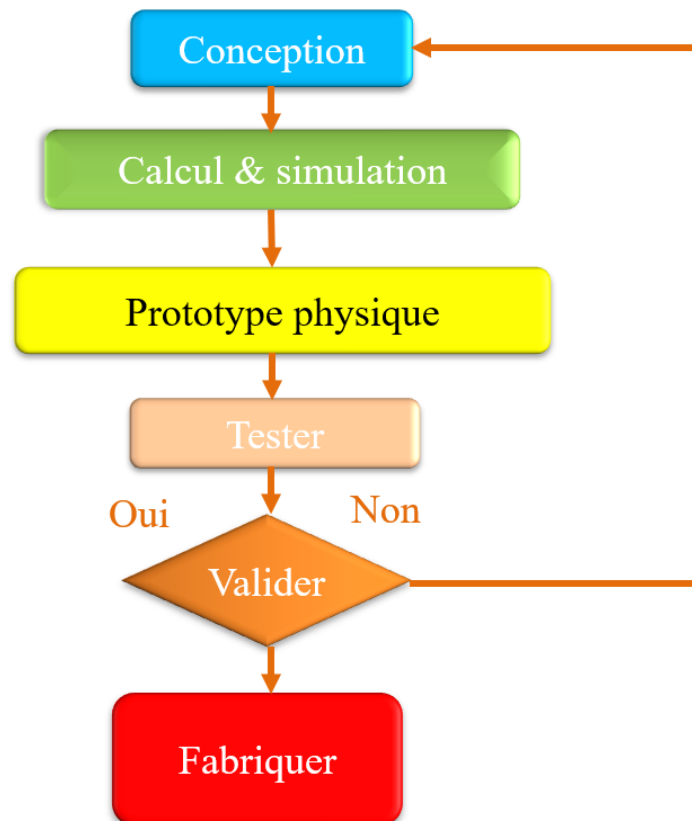 Conception
Calcul & simulation
Prototype physique
Tester
Oui
Non
Valider
Fabriquer